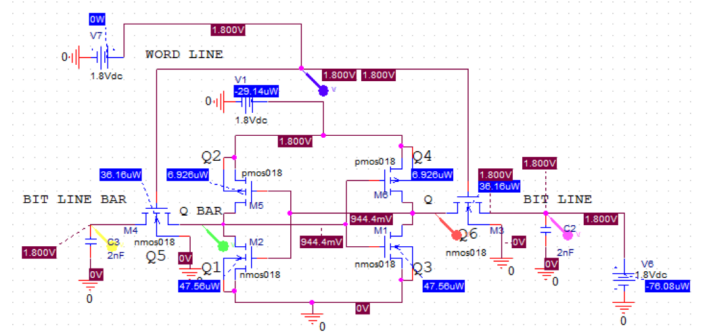 0W
1.800V
V7
0
WORD LINE
1.8Vdc
1.800V 1.800V
v
V1
-29.14uW
0
1.8Vdc
1.800V
Q2
Q4
pmos018
pmos018
1.800V
36.16uW
6.926uW
6.926uW
1.800V
36.16uW
M5
M6
BIT LINE BAR
Q BAR
Q
BIT LINE
M4
944.4mV
M3
1.800V
944.4mV
C3
nmos018
M2
M1
Q6
0V
C2
v
1.800V
2nF
Q5
0V
Q1
nmos018
nmos018
Q3
nmos018
2nF
V6
1.8Vdc
0V
47.56uW
47.56uW
0
0V
-76.08uW
0
0
0V
0
0
0